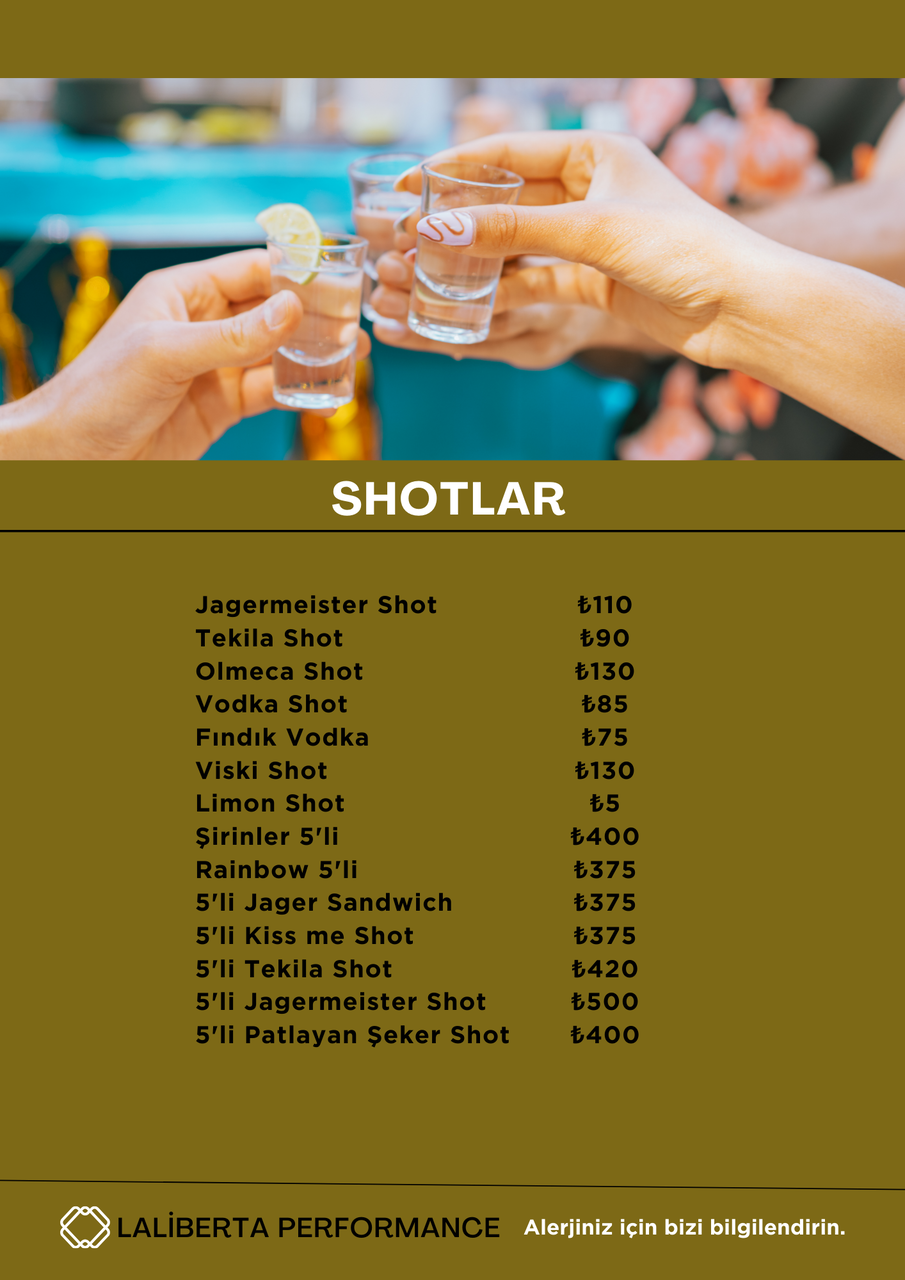 SHOTLAR
Jagermeister Shot ₺110
Tekila Shot ₺90
Olmeca Shot ₺130
Vodka Shot ₺85
Fındık Vodka ₺75
Viski Shot ₺130
Limon Shot ₺5
Şirinler 5'li ₺400
Rainbow 5'li ₺375
5'li Jager Sandwich ₺375
5'li Kiss me Shot ₺375
5'li Tekila Shot ₺420
5'li Jagermeister Shot ₺500
5'li Patlayan Şeker Shot ₺400
LALİBERTA PERFORMANCE Alerjiniz için bizi bilgilendirin.